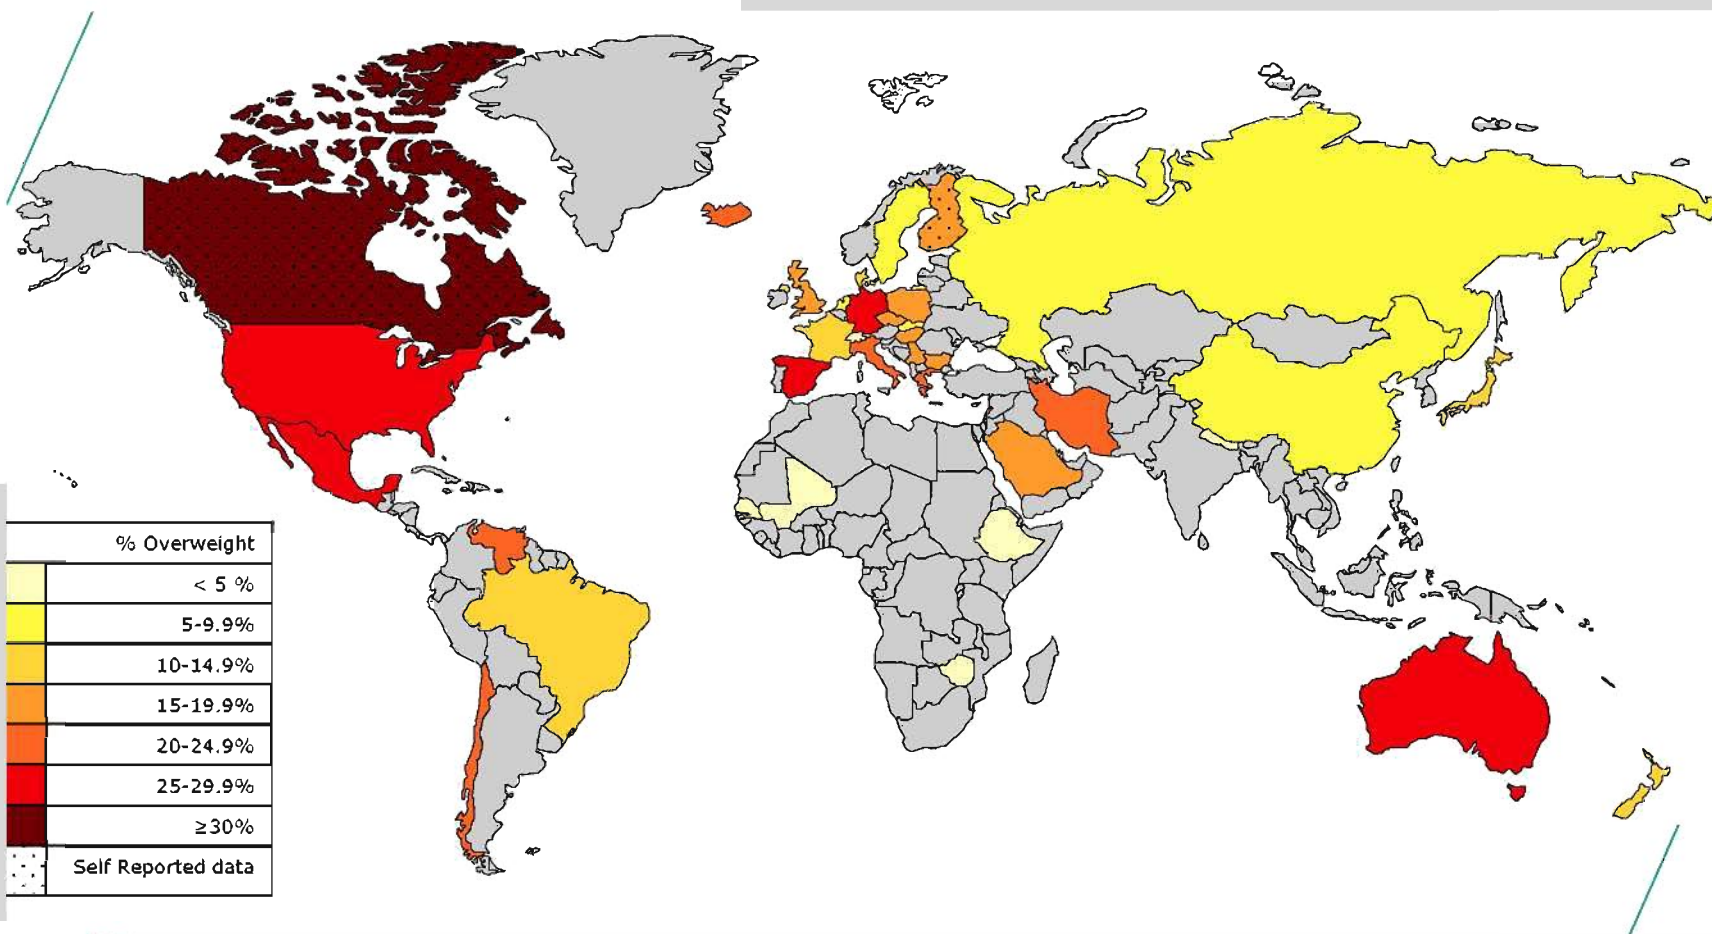 % Overweight
< 5 %
5-9.9%
10-14.9%
15-19.9%
20-24.9%
25-29.9%
≥30%
Self Reported data